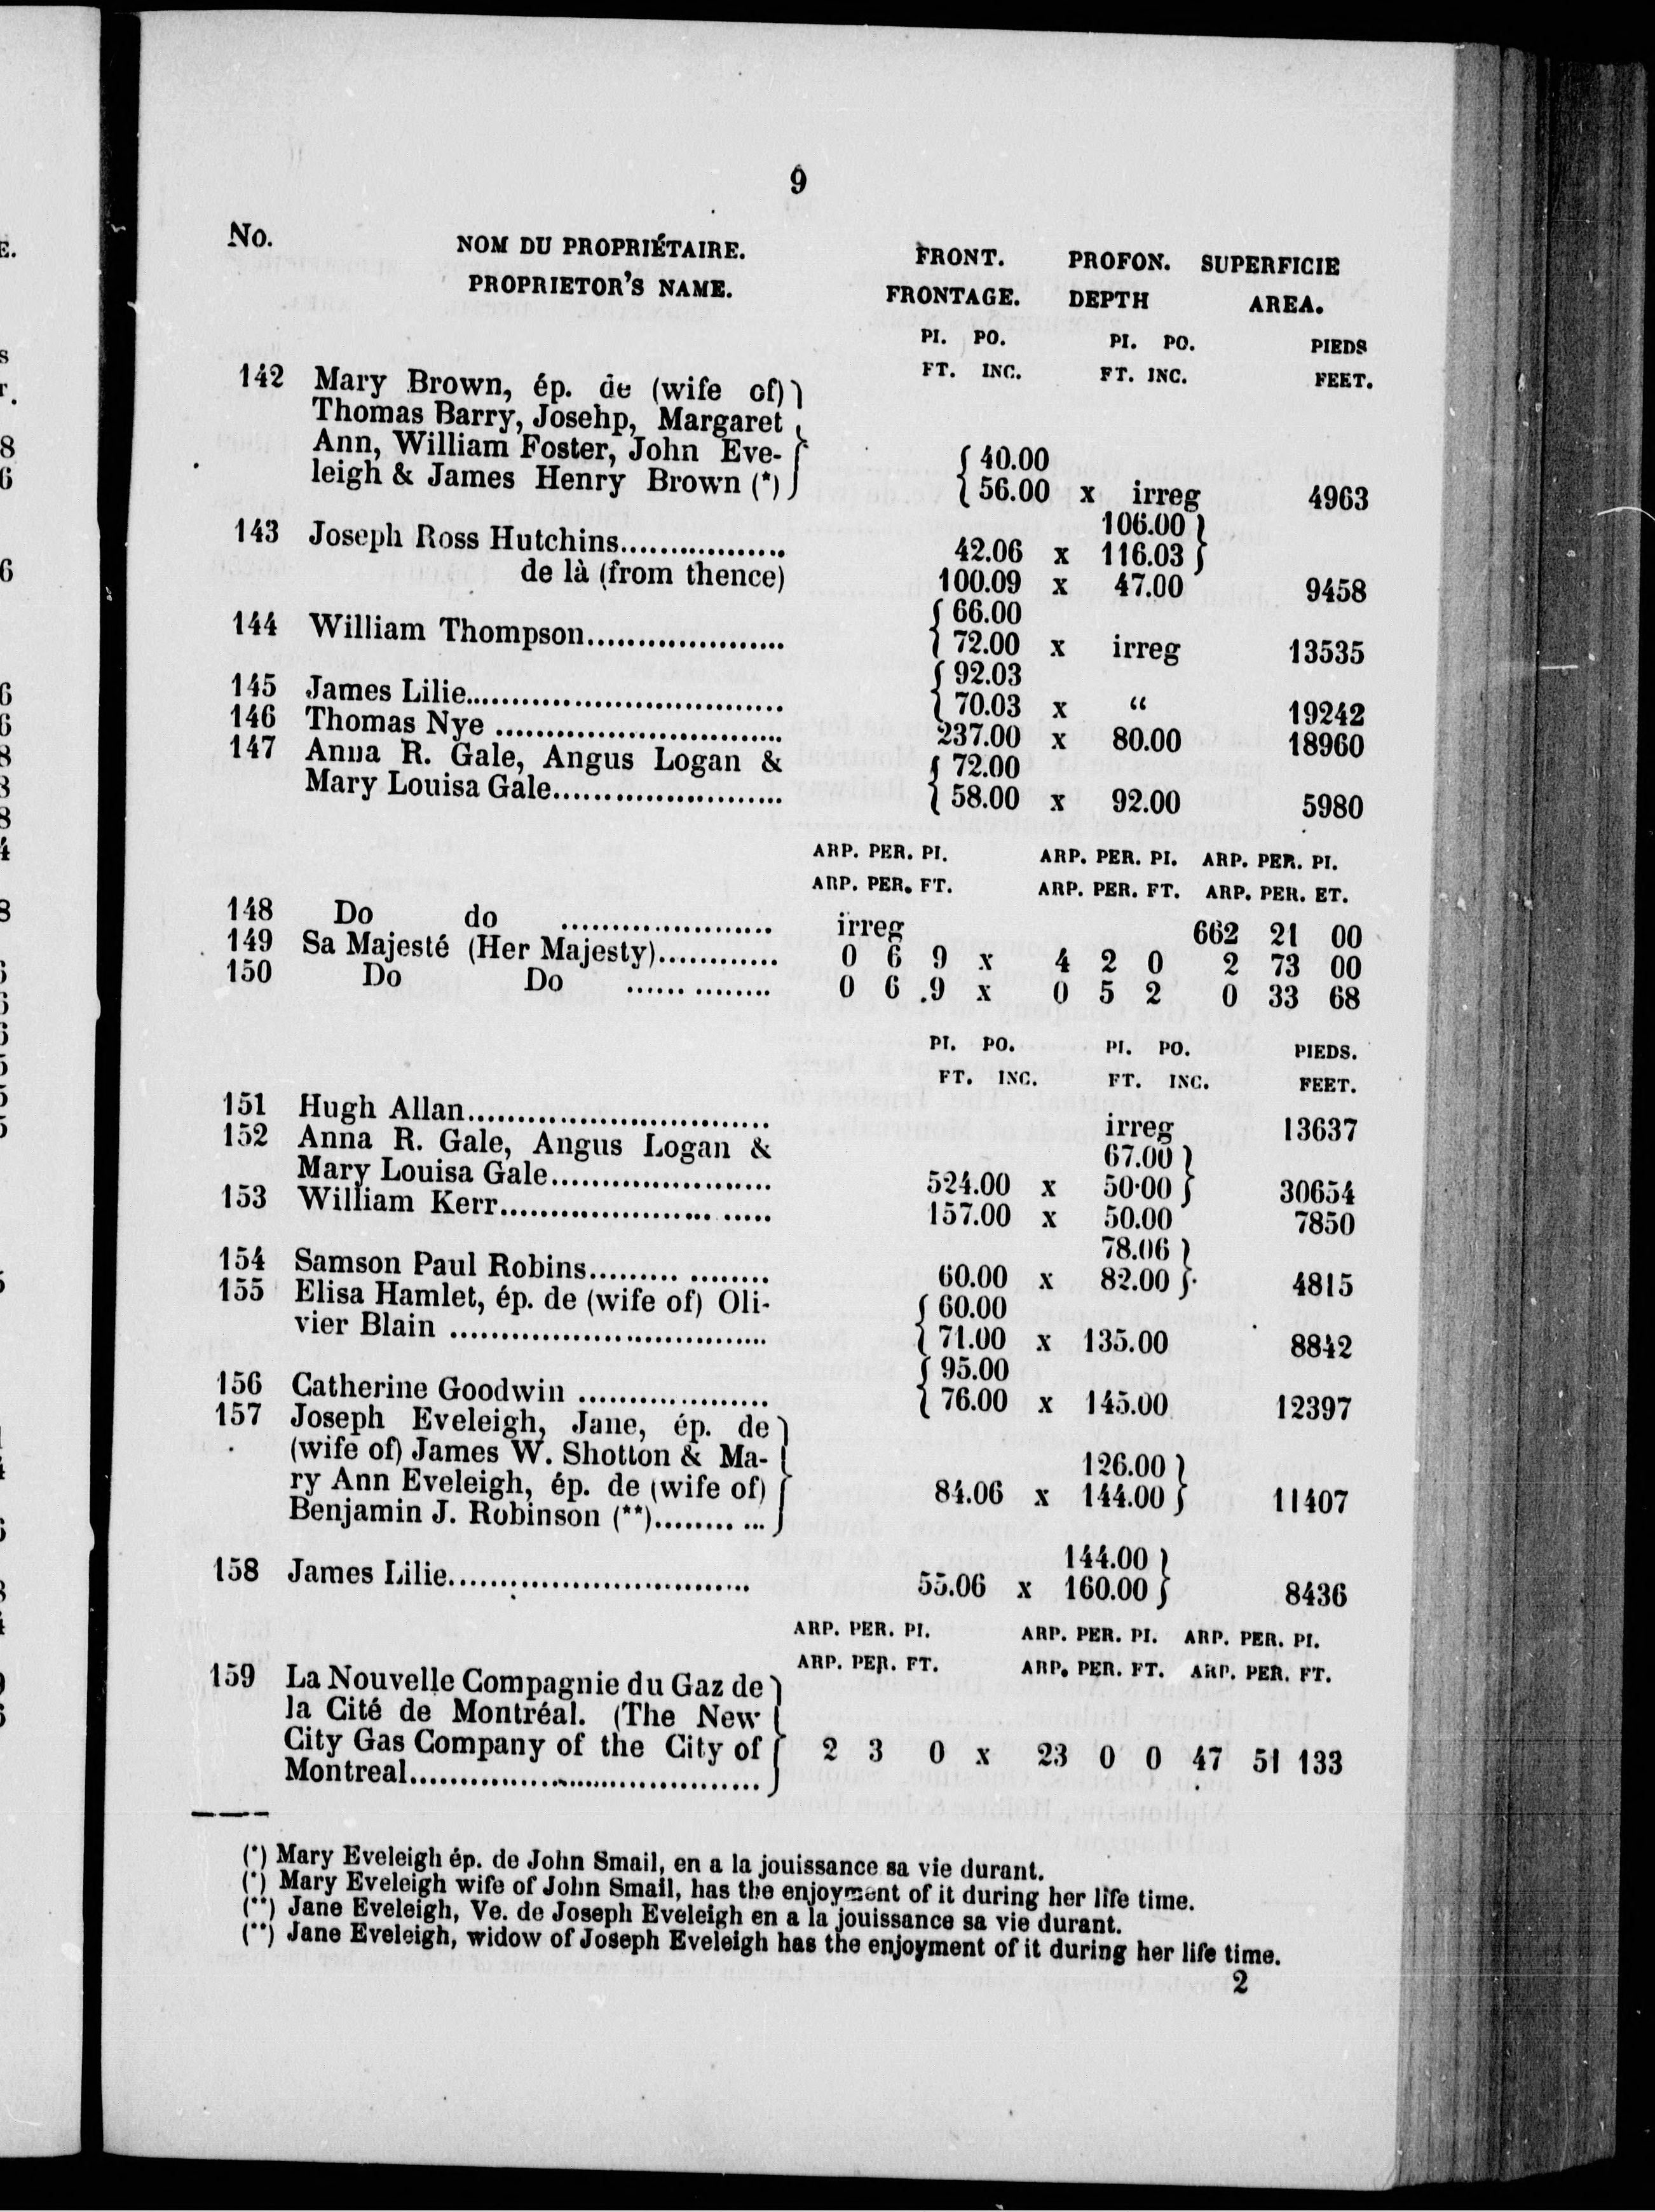 9
No. NOM DU PROPRIÉTAIRE. FRONT. PROFON. SUPERFICIE
PROPRIETOR'S NAME. FRONTAGE. DEPTH AREA.
PI. PO. PI. PO. PIEDS
FT. INC. FT. INC. FEET.
142 Mary Brown, ép. de (wife of)
Thomas Barry, Josehp, Margaret
Ann, William Foster, John Eve- { 40.00
leigh & James Henry Brown (*) { 56.00 x irreg 4963
106.00 }
143 Joseph Ross Hutchins................. 42.06 x 116.03 }
de là (from thence) 100.09 x 47.00 9458
{ 66.00
144 William Thompson..................... { 72.00 x irreg 13535
{ 92.03
145 James Lilie................................ { 70.03 x “ 19242
146 Thomas Nye ............................. 237.00 x 80.00 18960
147 Anna R. Gale, Angus Logan & { 72.00
Mary Louisa Gale........................ { 58.00 x 92.00 5980
ARP. PER. PI. ARP. PER. PI. ARP. PER. PI.
ARP. PER. FT. ARP. PER. FT. ARP. PER. ET.
148 Do do ...................... irreg 662 21 00
149 Sa Majesté (Her Majesty)............ 0 6 9 x 4 2 0 2 73 00
150 Do Do ...... ........ 0 6 .9 x 0 5 2 0 33 68
PI. PO. PI. PO. PIEDS.
FT. INC. FT. INC. FEET.
151 Hugh Allan.............................. irreg 13637
152 Anna R. Gale, Angus Logan & 67.00 }
Mary Louisa Gale...................... 524.00 x 50·00 } 30654
153 William Kerr..................... ..... 157.00 x 50.00 7850
78.06 }
154 Samson Paul Robins......... ........ 60.00 x 82.00 }. 4815
155 Elisa Hamlet, ép. de (wife of) Oli- { 60.00
vier Blain ................................ { 71.00 x 135.00 8842
{ 95.00
156 Catherine Goodwin ................... { 76.00 x 145.00 12397
157 Joseph Eveleigh, Jane, ép. de
(wife of) James W. Shotton & Ma- 126.00 }
ry Ann Eveleigh, ép. de (wife of) 84.06 x 144.00 } 11407
Benjamin J. Robinson (**)........ ...
144.00 }
158 James Lilie.............................. 55.06 x 160.00 } 8436
ARP. PER. PI. ARP. PER. PI. ARP. PER. PI.
ARP. PER. FT. ARP. PER. FT. ARP. PER. FT.
159 La Nouvelle Compagnie du Gaz de
la Cité de Montréal. (The New
City Gas Company of the City of 2 3 0 x 23 0 0 47 51 133
Montreal...................................
(*) Mary Eveleigh ép. de John Smail, en a la jouissance sa vie durant.
(*) Mary Eveleigh wife of John Smail, has the enjoyment of it during her life time.
(**) Jane Eveleigh, Ve. de Joseph Eveleigh en a la jouissance sa vie durant.
(**) Jane Eveleigh, widow of Joseph Eveleigh has the enjoyment of it during her life time.
2